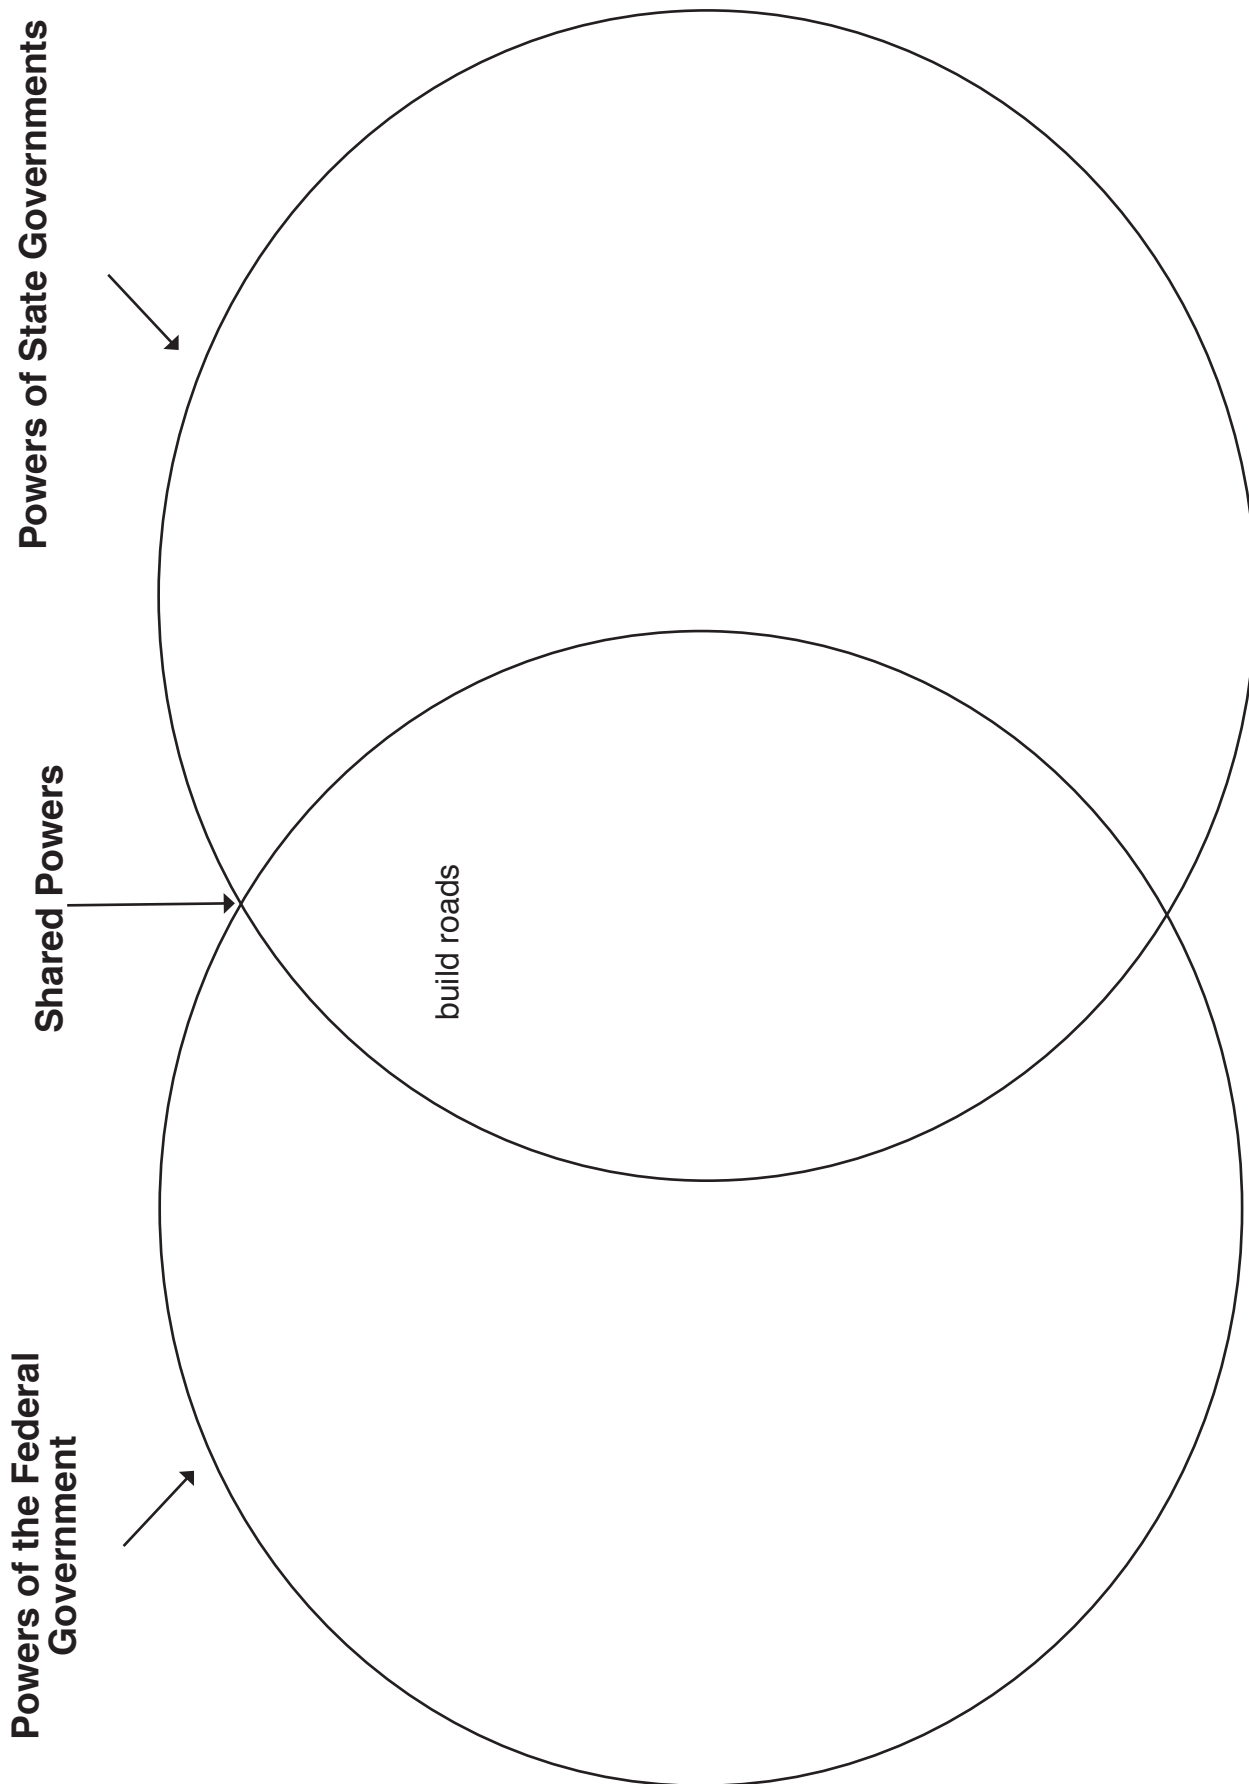 Powers of the Federal
Government
Shared Powers
Powers of State Governments
build roads